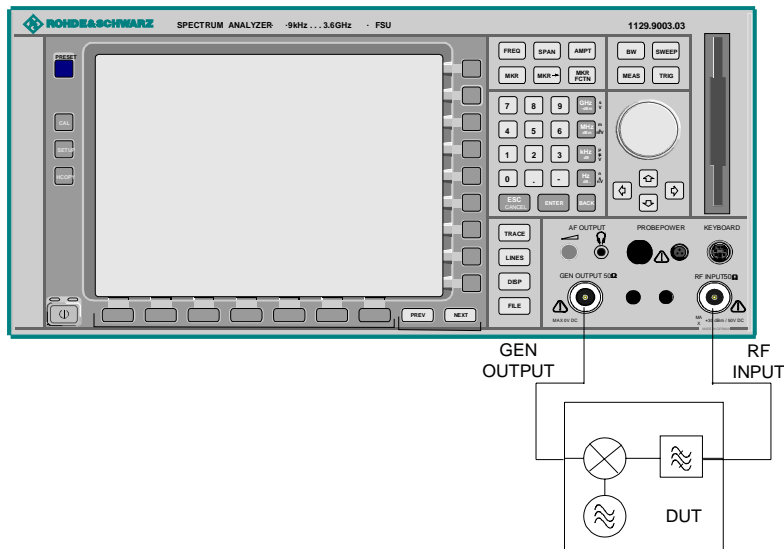 ROHDE&SCHWARZ SPECTRUM ANALYZER· ·9kHz . . . 3.6GHz · FSU 1129.9003.03
PRESET
CAL
SETUP
HCOPY
FREQ SPAN AMPT BW SWEEP
MKR MKR MKR FCTN MEAS TRIG
7 8 9 GHz
4 5 6 MHz
1 2 3 kHz
0 . - Hz
ESC CANCEL ENTER BACK
TRACE
LINES
DISP
FILE
AF OUTPUT PROBEPOWER KEYBOARD
GEN OUTPUT 50Ω RF INPUT50Ω
MAX 0V DC
PREV NEXT
GEN OUTPUT
RF INPUT
DUT